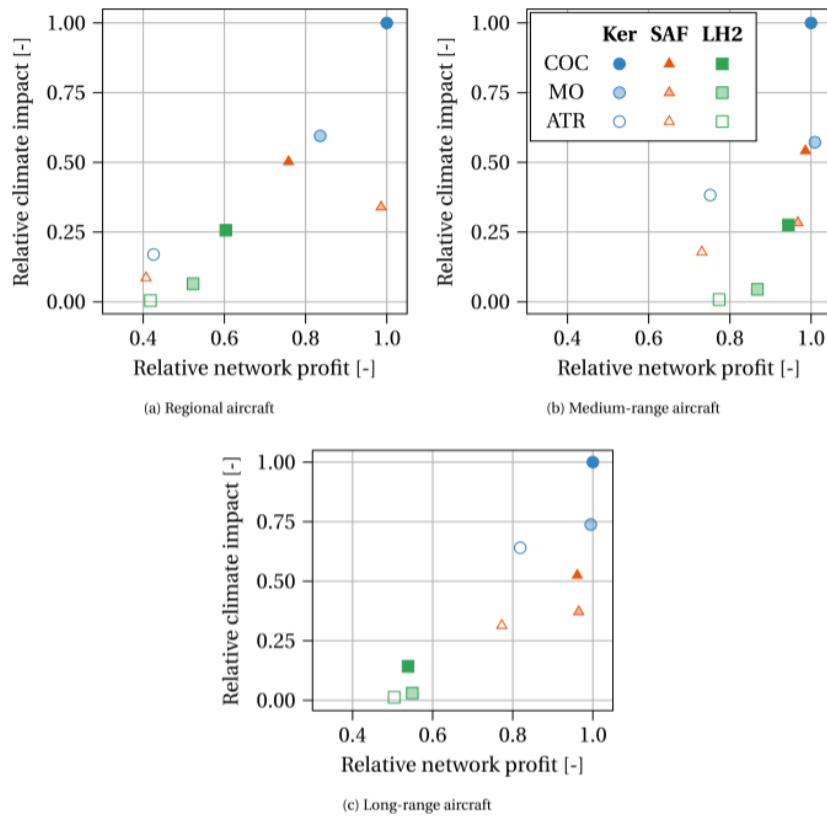 Relative climate impact [-]
1.00
0.75
0.50
0.25
0.00
0.4 0.6 0.8 1.0
Relative network profit [-]
(a) Regional aircraft
Relative climate impact [-]
1.00
0.75
0.50
0.25
0.00
Ker SAF LH2
COC
MO
ATR
0.4 0.6 0.8 1.0
Relative network profit [-]
(b) Medium-range aircraft
Relative climate impact [-]
1.00
0.75
0.50
0.25
0.00
0.4 0.6 0.8 1.0
Relative network profit [-]
(c) Long-range aircraft